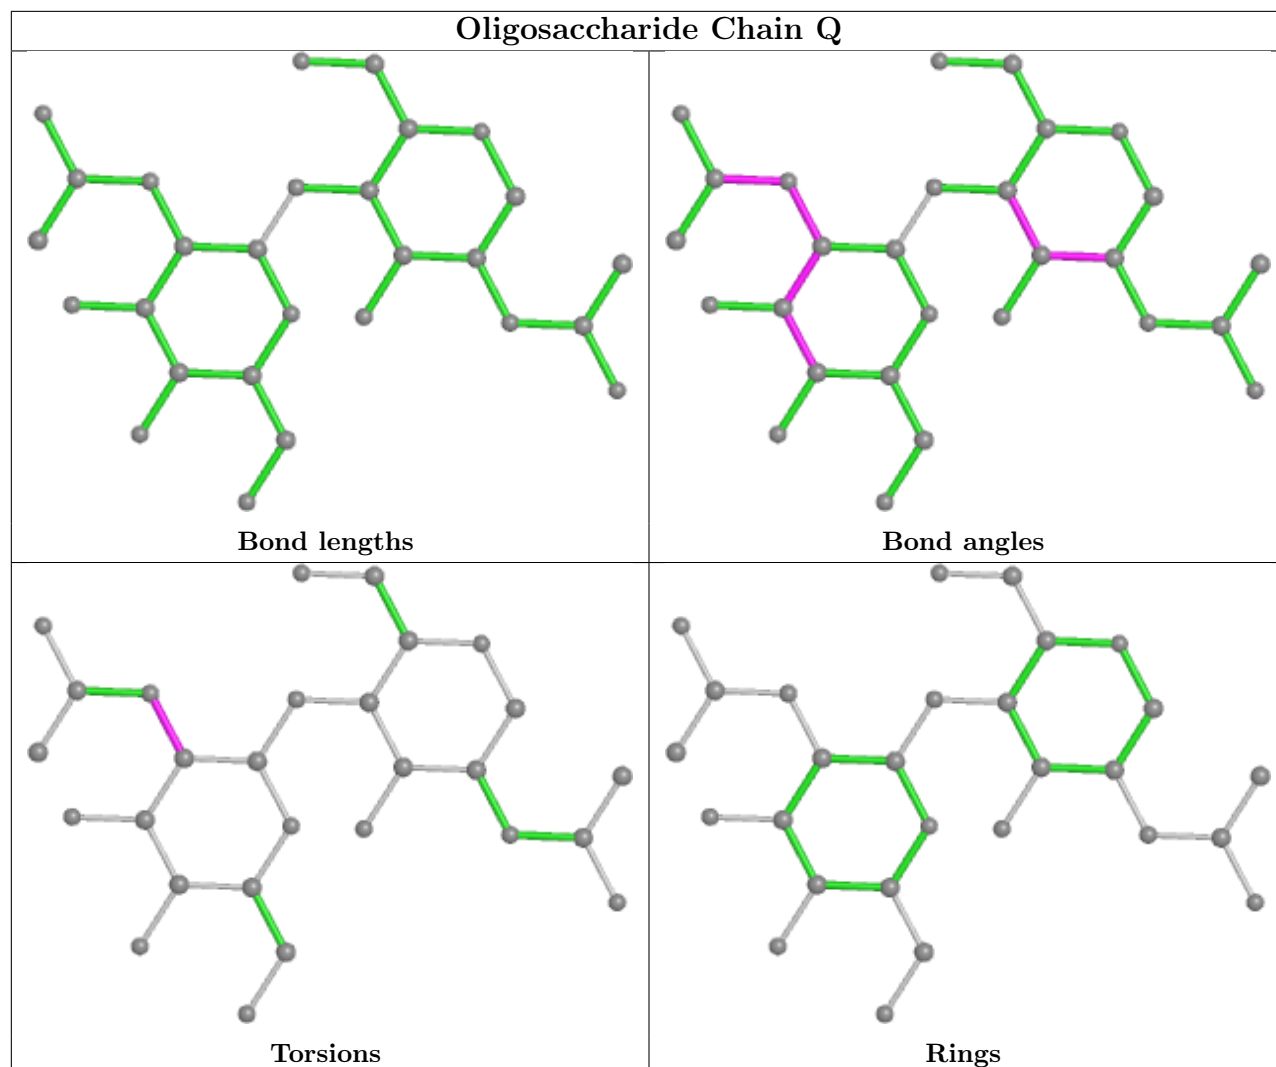 Oligosaccharide Chain Q
Bond lengths
Bond angles
Torsions
Rings